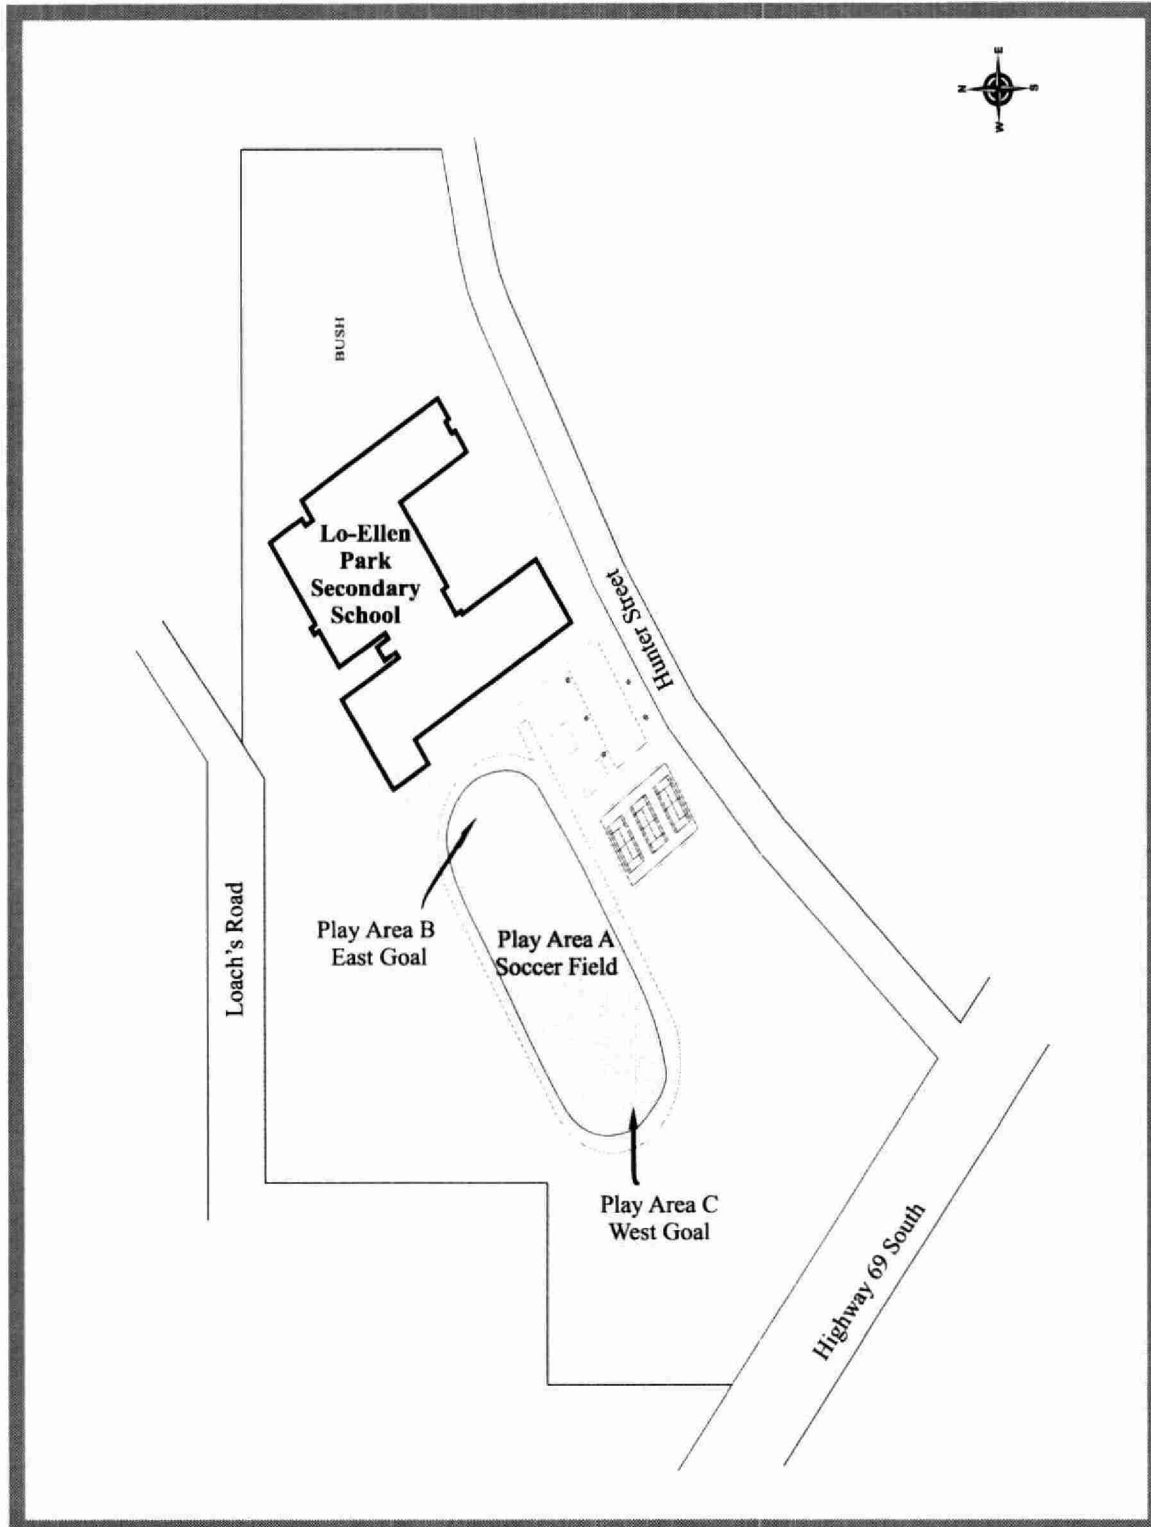 E
N
S
W
BUSH
Lo-Ellen
Park
Secondary
School
Hunter Street
Loach's Road
Play Area B
East Goal
Play Area A
Soccer Field
Play Area C
West Goal
Highway 69 South